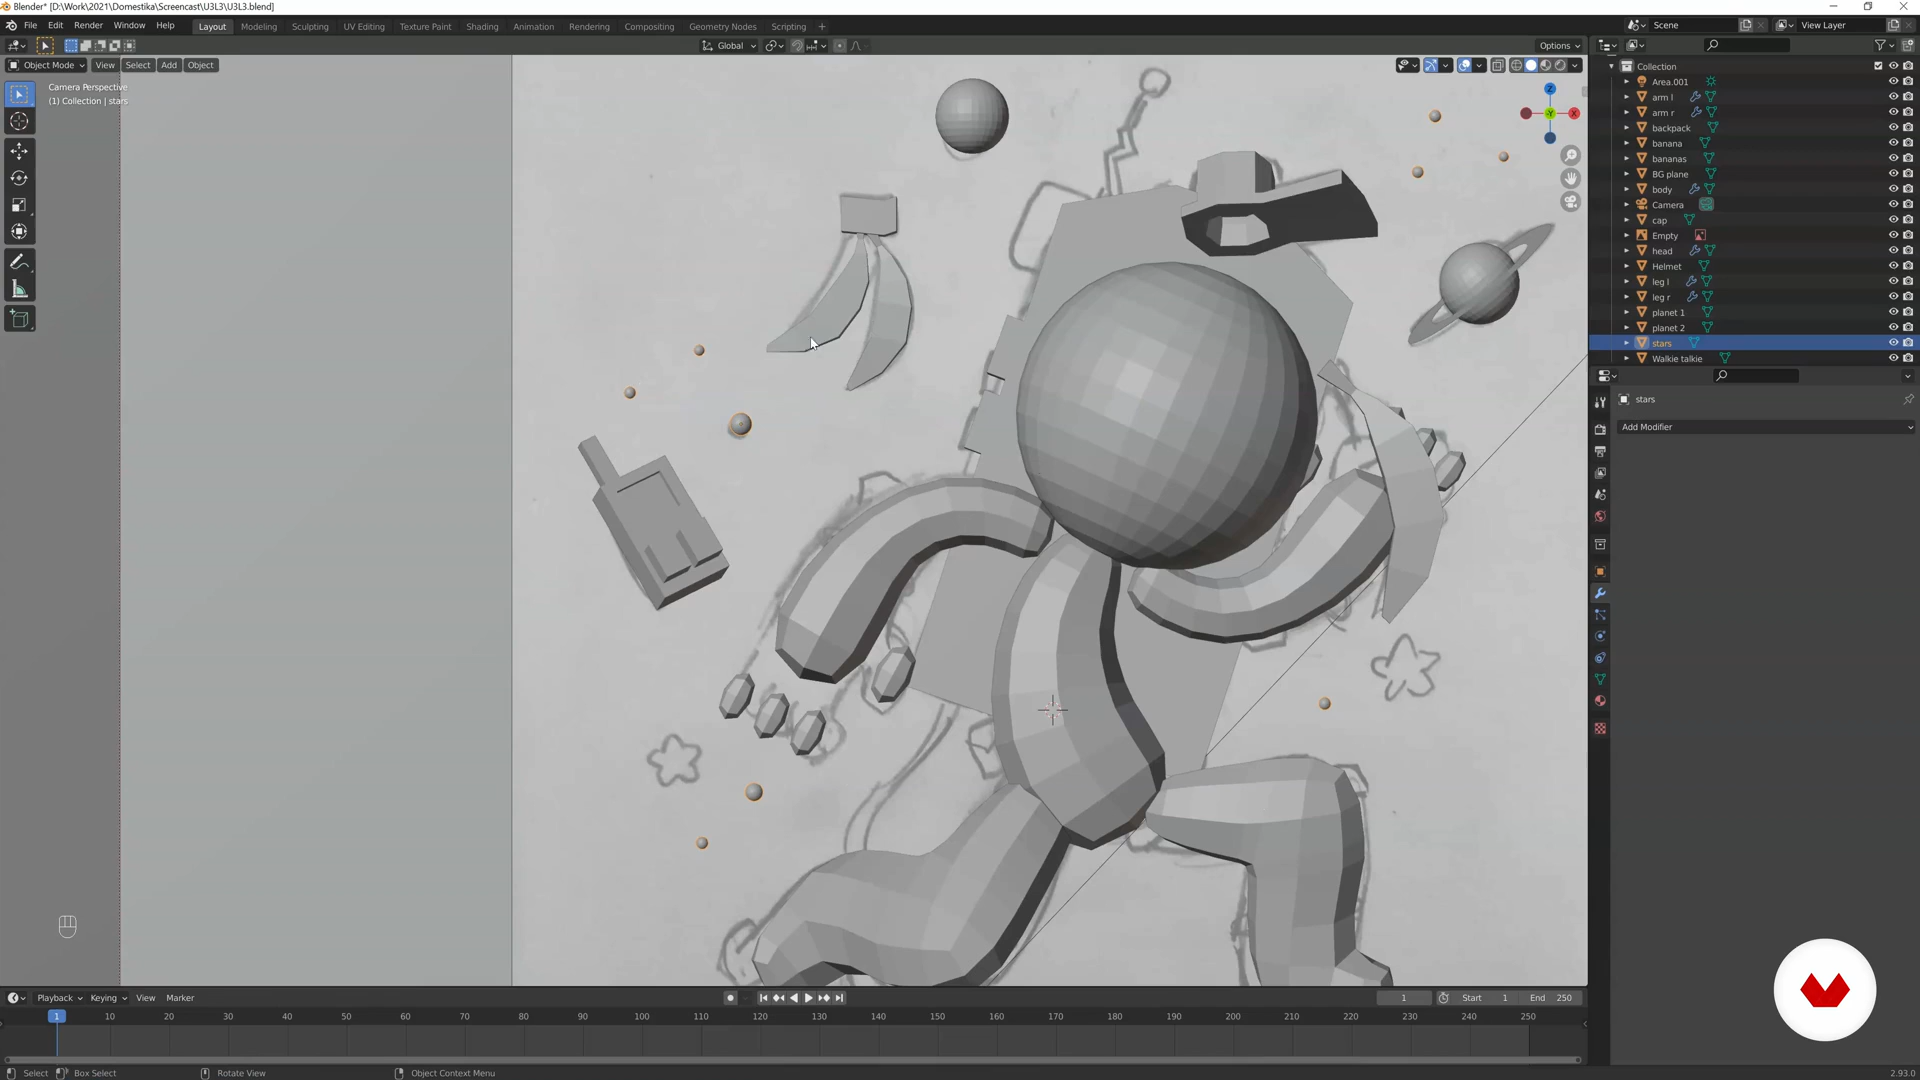 Blender* [D:\Work\2021\Domestika\Screencast\U3L3\U3L3.blend]
File Edit Render Window Help Layout Modeling Sculpting UV Editing Texture Paint Shading Animation Rendering Compositing Geometry Nodes Scripting + Scene View Layer
Global Options
Object Mode View Select Add Object
Camera Perspective
(1) Collection | stars
Z
Y
X
Collection
Area.001
arm l
arm r
backpack
banana
bananas
BG plane
body
Camera
cap
Empty
head
Helmet
leg l
leg r
planet 1
planet 2
stars
Walkie talkie
stars
Add Modifier
Playback Keying View Marker 1 Start 1 End 250
1 10 20 30 40 50 60 70 80 90 100 110 120 130 140 150 160 170 180 190 200 210 220 230 240 250
Select Box Select Rotate View Object Context Menu 2.93.0